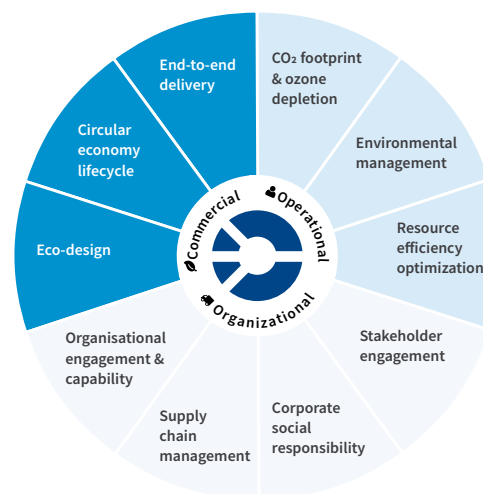 End-to-end
delivery
CO₂ footprint
& ozone
depletion
Circular
economy
lifecycle
Environmental
management
Eco-design
Resource
efficiency
optimization
Commercial
Operational
Organizational
Organisational
engagement &
capability
Stakeholder
engagement
Supply
chain
management
Corporate
social
responsibility